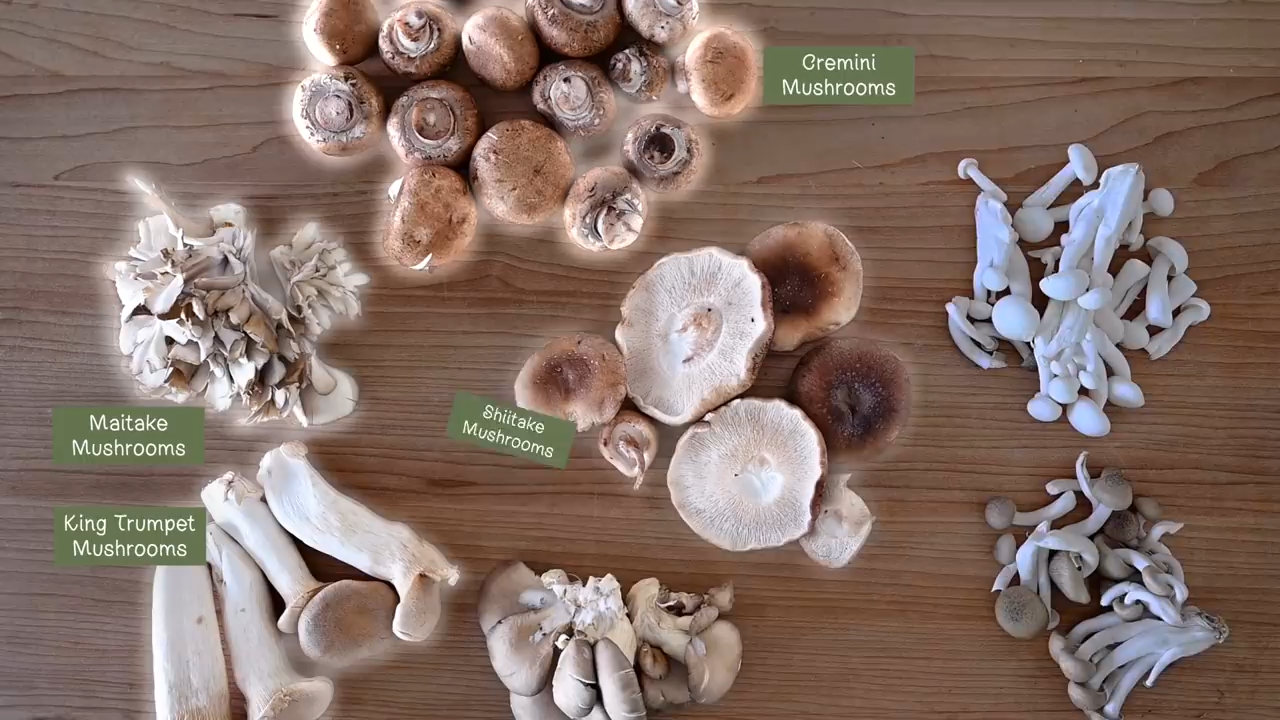 Cremini
Mushrooms
Maitake
Mushrooms
Shiitake
Mushrooms
King Trumpet
Mushrooms